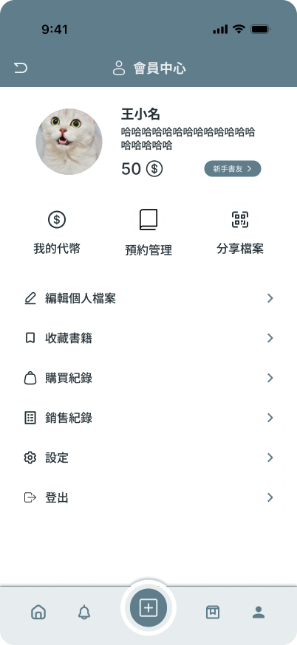 9:41
會員中心
王小名
哈哈哈哈哈哈哈哈哈哈哈哈哈
哈哈哈哈哈
50 $
新手書友
$
我的代幣
預約管理
分享檔案
編輯個人檔案
收藏書籍
購買紀錄
銷售紀錄
設定
登出